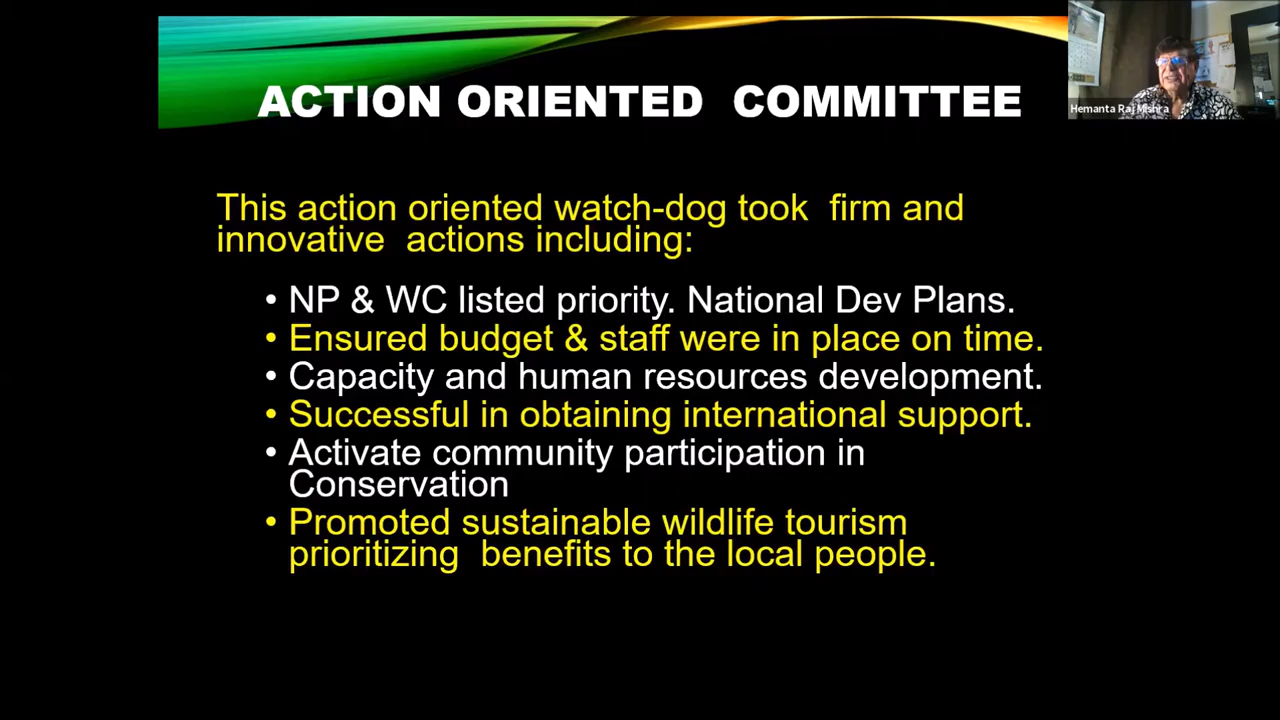 ACTION ORIENTED COMMITTEE
Hemanta Raj Mishra
This action oriented watch-dog took firm and
innovative actions including:
• NP & WC listed priority. National Dev Plans.
• Ensured budget & staff were in place on time.
• Capacity and human resources development.
• Successful in obtaining international support.
• Activate community participation in
Conservation
• Promoted sustainable wildlife tourism
prioritizing benefits to the local people.